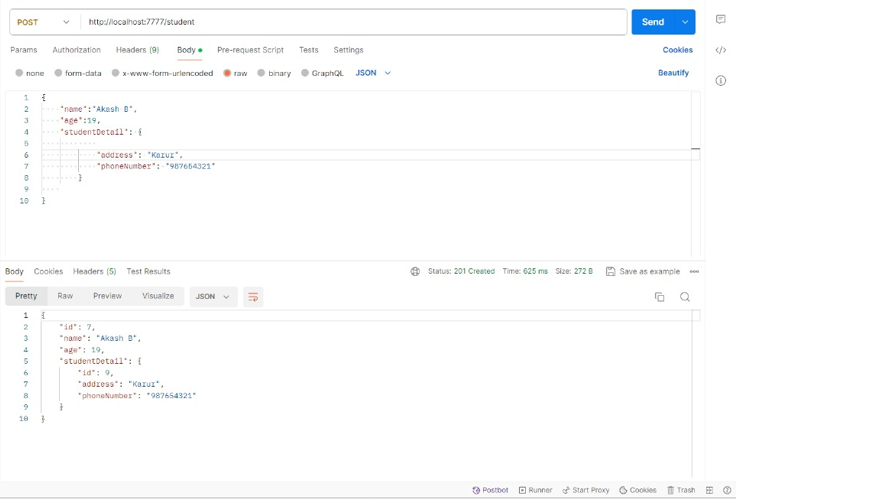 POST http://localhost:7777/student Send
Params Authorization Headers (9) Body Pre-request Script Tests Settings Cookies
none form-data x-www-form-urlencoded raw binary GraphQL JSON Beautify
1 {
2 "name":"Akash B",
3 "age":19,
4 "studentDetail": {
5
6 "address": "Karur",
7 "phoneNumber": "987654321"
8 }
9
10 }
Body Cookies Headers (5) Test Results Status: 201 Created Time: 625 ms Size: 272 B Save as example
Pretty Raw Preview Visualize JSON
1 {
2 "id": 7,
3 "name": "Akash B",
4 "age": 19,
5 "studentDetail": {
6 "id": 9,
7 "address": "Karur",
8 "phoneNumber": "987654321"
9 }
10 }
Postbot Runner Start Proxy Cookies Trash